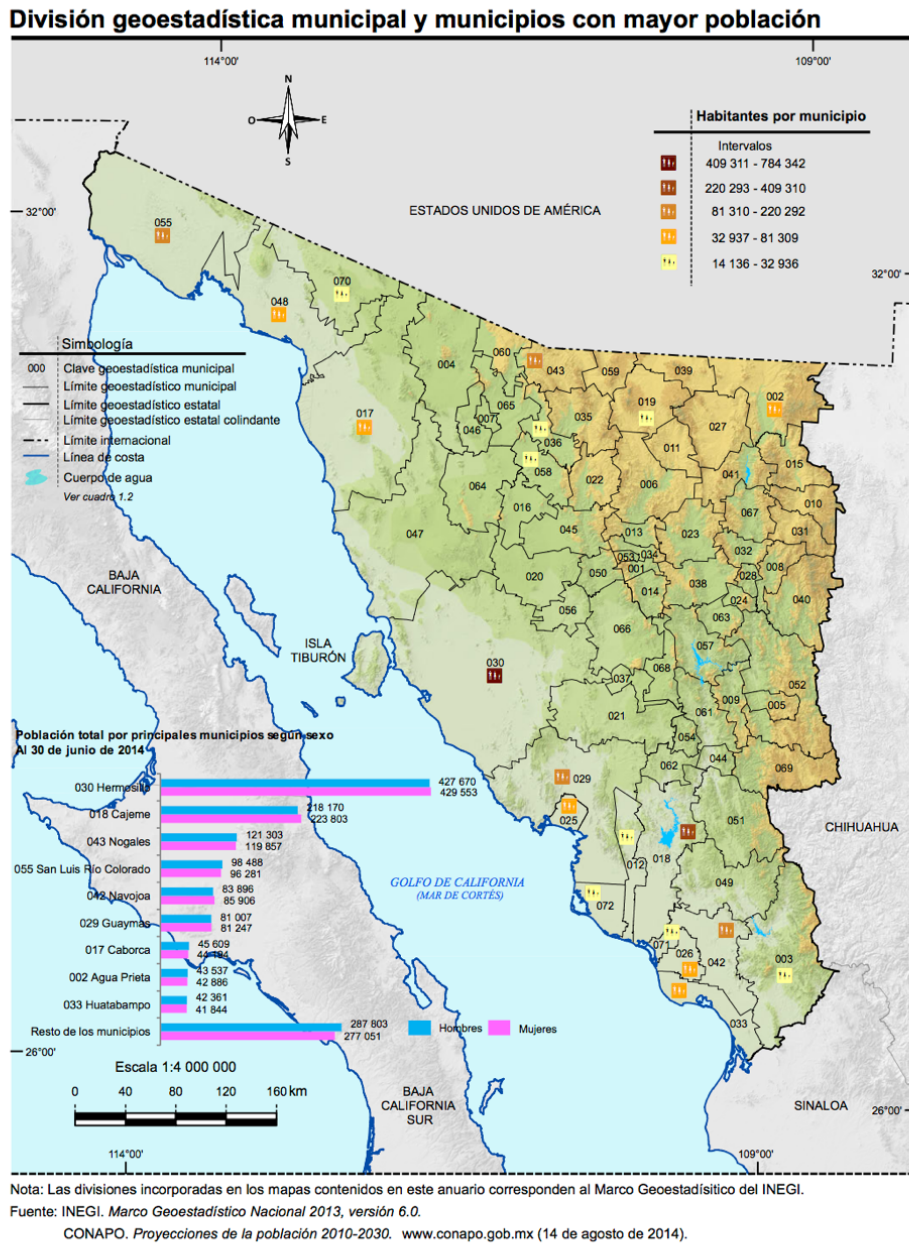 División geoestadística municipal y municipios con mayor población
114°00'
109°00'
N
O
E
S
Habitantes por municipio
Intervalos
409 311 - 784 342
220 293 - 409 310
81 310 - 220 292
32 937 - 81 309
14 136 - 32 936
32°00'
32°00'
ESTADOS UNIDOS DE AMÉRICA
055
070
048
Simbología
000 Clave geoestadística municipal
Límite geoestadístico municipal
Límite geoestadístico estatal
Límite geoestadístico estatal colindante
Límite internacional
Línea de costa
Cuerpo de agua
Ver cuadro 1.2
004
060
043
059
039
017
046
007
065
035
019
027
002
036
011
058
022
006
041
015
064
016
067
010
047
045
013
023
031
053
034
032
020
050
001
028
008
014
038
024
040
056
063
066
057
BAJA
CALIFORNIA
ISLA
TIBURÓN
030
037
068
009
052
005
021
061
054
062
044
069
029
025
012
018
051
049
072
071
026
042
003
033
CHIHUAHUA
GOLFO DE CALIFORNIA
(MAR DE CORTÉS)
Población total por principales municipios según sexo
Al 30 de junio de 2014
030 Hermosillo
427 670
429 553
018 Cajeme
218 170
223 803
043 Nogales
121 303
119 857
055 San Luis Río Colorado
98 488
96 281
042 Navojoa
83 896
85 906
029 Guaymas
81 007
81 247
017 Caborca
45 609
002 Agua Prieta
43 537
42 886
033 Huatabampo
42 361
41 844
Resto de los municipios
287 803
277 051
Hombres
Mujeres
26°00'
Escala 1:4 000 000
0 40 80 120 160 km
BAJA
CALIFORNIA
SUR
SINALOA
26°00'
114°00'
109°00'
Nota: Las divisiones incorporadas en los mapas contenidos en este anuario corresponden al Marco Geoestadísitico del INEGI.
Fuente: INEGI. Marco Geoestadístico Nacional 2013, versión 6.0.
CONAPO. Proyecciones de la población 2010-2030. www.conapo.gob.mx (14 de agosto de 2014).